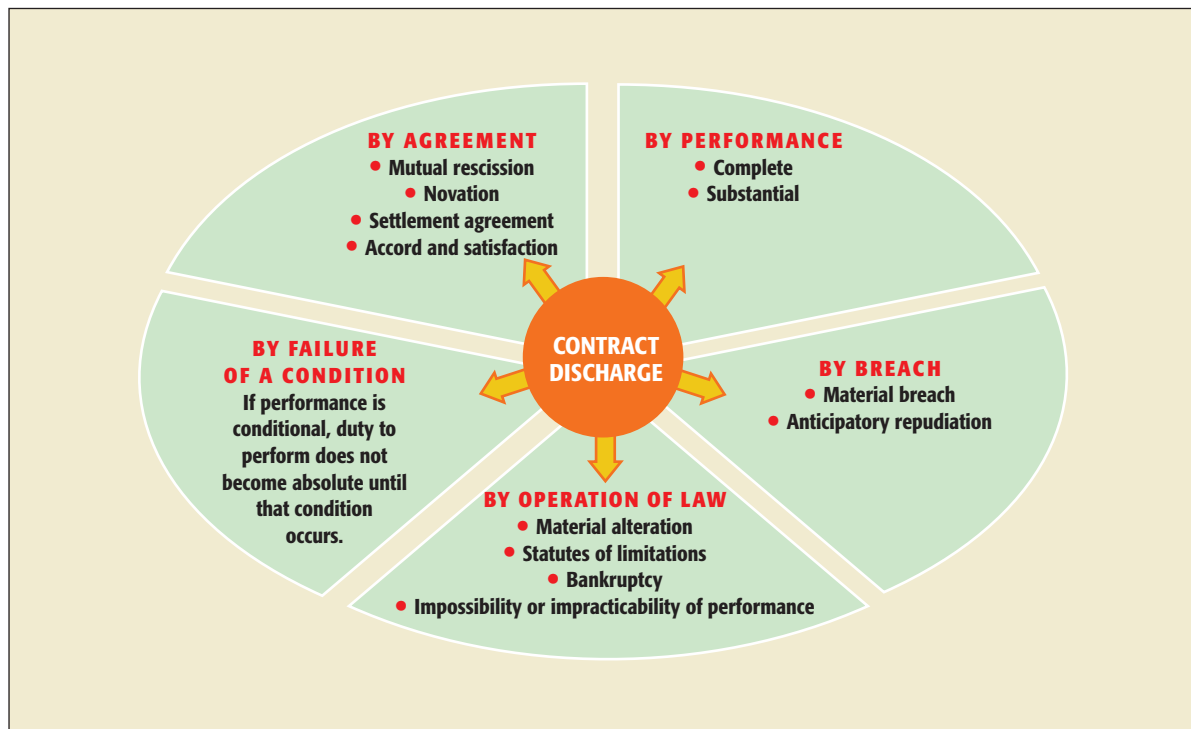 BY AGREEMENT
• Mutual rescission
• Novation
• Settlement agreement
• Accord and satisfaction
BY PERFORMANCE
• Complete
• Substantial
BY FAILURE
OF A CONDITION
If performance is
conditional, duty to
perform does not
become absolute until
that condition
occurs.
CONTRACT
DISCHARGE
BY BREACH
• Material breach
• Anticipatory repudiation
BY OPERATION OF LAW
• Material alteration
• Statutes of limitations
• Bankruptcy
• Impossibility or impracticability of performance